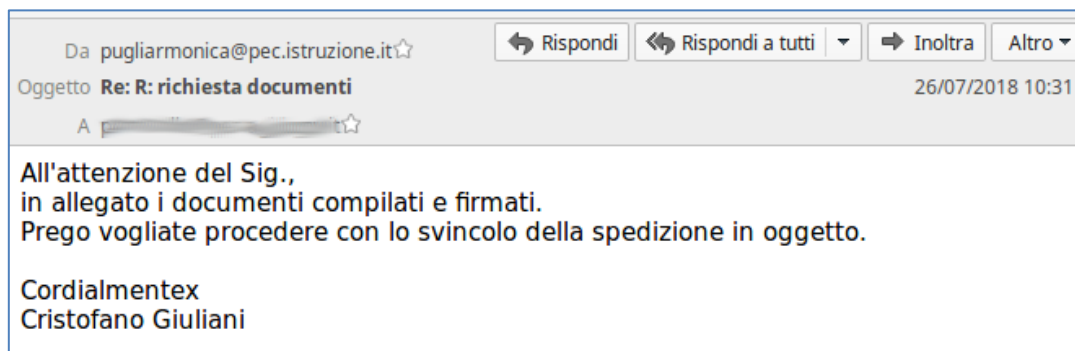 Da pugliarmonica@pec.istruzione.it Rispondi Rispondi a tutti Inoltra Altro
Oggetto Re: R: richiesta documenti 26/07/2018 10:31
A
All'attenzione del Sig.,
in allegato i documenti compilati e firmati.
Prego vogliate procedere con lo svincolo della spedizione in oggetto.
Cordialmentex
Cristofano Giuliani